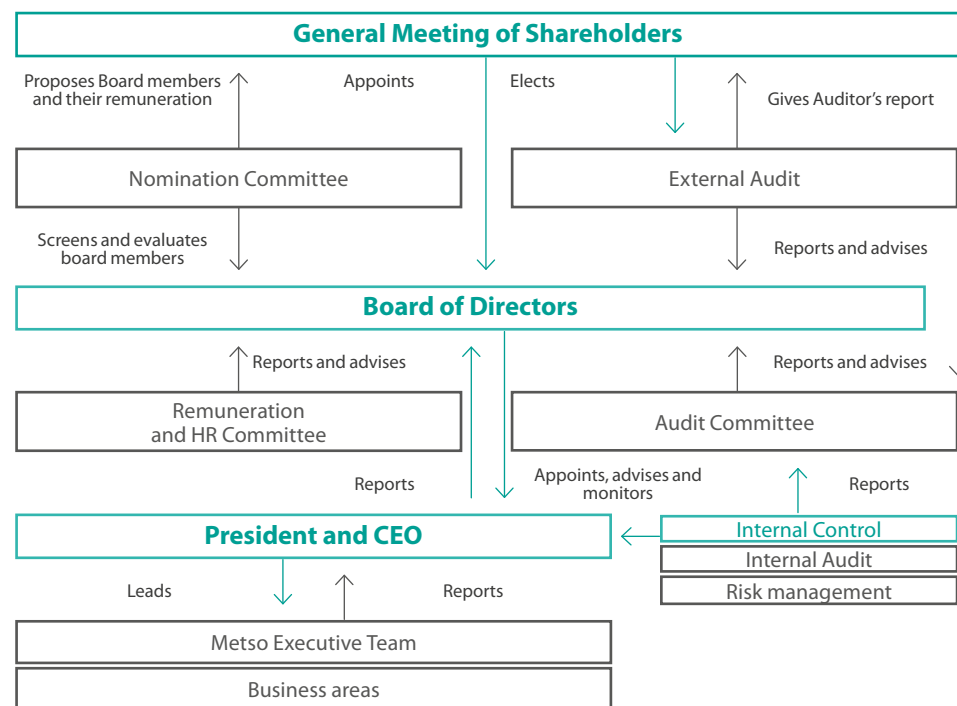 General Meeting of Shareholders
Proposes Board members
and their remuneration
Appoints
Elects
Gives Auditor's report
Nomination Committee
External Audit
Screens and evaluates
board members
Reports and advises
Board of Directors
Reports and advises
Reports and advises
Remuneration
and HR Committee
Audit Committee
Reports
Appoints, advises and
monitors
Reports
President and CEO
Internal Control
Internal Audit
Risk management
Leads
Reports
Metso Executive Team
Business areas